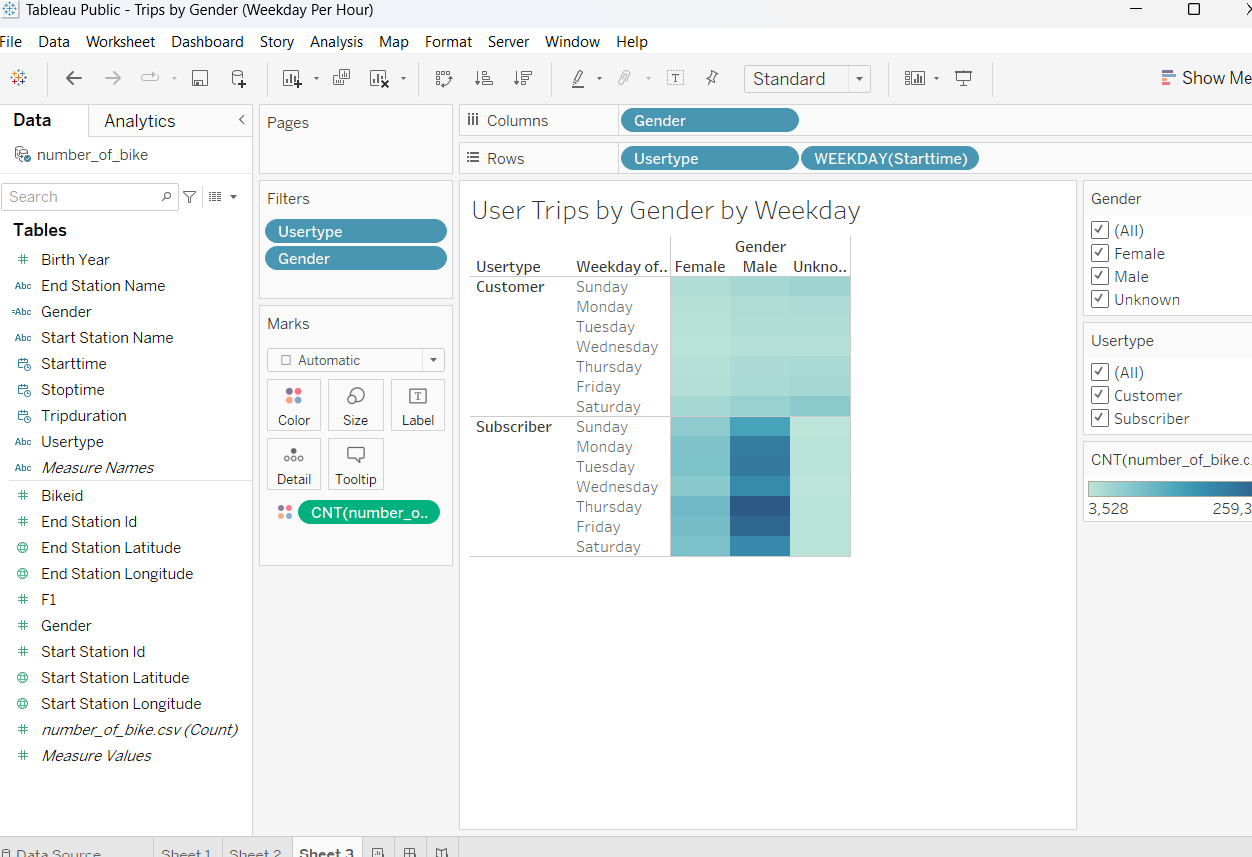 Tableau Public - Trips by Gender (Weekday Per Hour)
File Data Worksheet Dashboard Story Analysis Map Format Server Window Help
Standard
Show Me
Data Analytics
number_of_bike
Search
Tables
# Birth Year
Abc End Station Name
=Abc Gender
Abc Start Station Name
Starttime
Stoptime
Tripduration
Abc Usertype
Abc Measure Names
# Bikeid
# End Station Id
End Station Latitude
End Station Longitude
# F1
# Gender
# Start Station Id
Start Station Latitude
Start Station Longitude
# number_of_bike.csv (Count)
# Measure Values
Pages
Filters
Usertype
Gender
Marks
Automatic
Color Size Label
Detail Tooltip
CNT(number_o..
Columns Gender
Rows Usertype WEEKDAY(Starttime)
User Trips by Gender by Weekday
Gender
Usertype Weekday of.. Female Male Unkno..
Customer Sunday
Monday
Tuesday
Wednesday
Thursday
Friday
Saturday
Subscriber Sunday
Monday
Tuesday
Wednesday
Thursday
Friday
Saturday
Gender
(All)
Female
Male
Unknown
Usertype
(All)
Customer
Subscriber
CNT(number_of_bike.c
3,528 259,3
Data Source Sheet 1 Sheet 2 Sheet 3